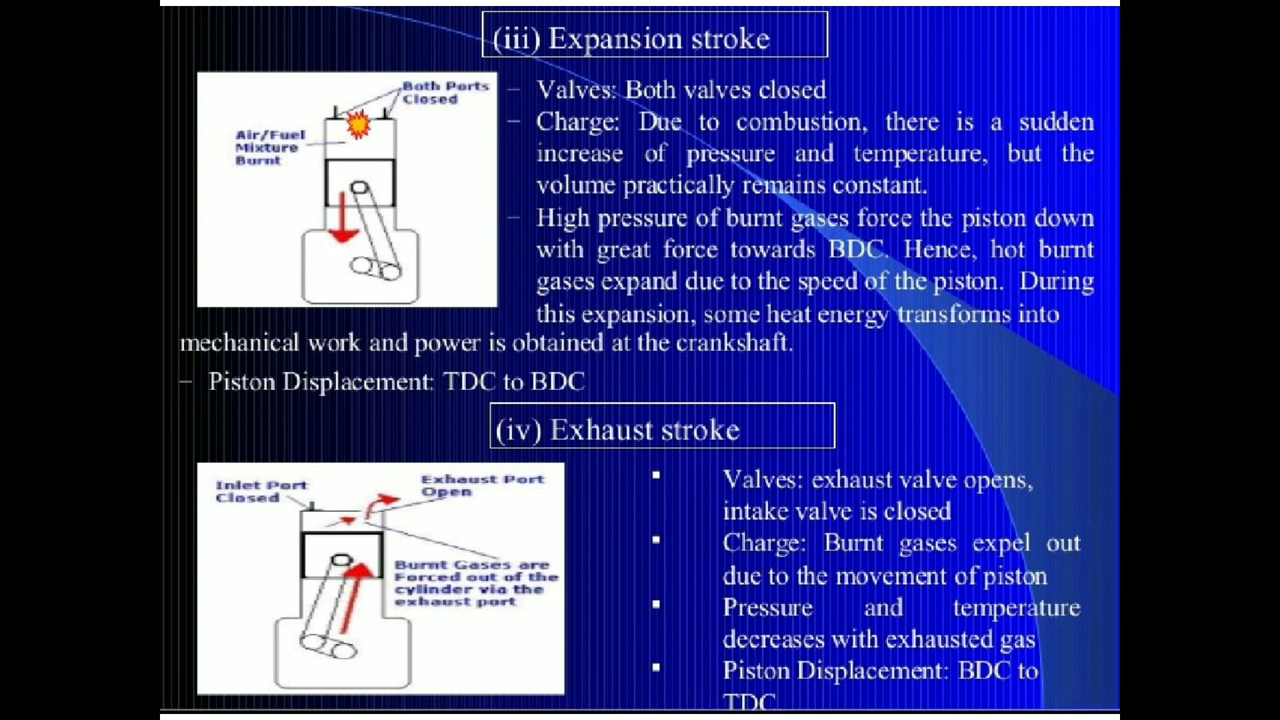 (iii) Expansion stroke
Both Ports
Closed
Air/Fuel
Mixture
Burnt
– Valves: Both valves closed
– Charge: Due to combustion, there is a sudden
increase of pressure and temperature, but the
volume practically remains constant.
– High pressure of burnt gases force the piston down
with great force towards BDC. Hence, hot burnt
gases expand due to the speed of the piston. During
this expansion, some heat energy transforms into
mechanical work and power is obtained at the crankshaft.
– Piston Displacement: TDC to BDC
(iv) Exhaust stroke
Inlet Port
Closed
Exhaust Port
Open
Burnt Gases are
Forced out of the
cylinder via the
exhaust port
▪ Valves: exhaust valve opens,
intake valve is closed
▪ Charge: Burnt gases expel out
due to the movement of piston
▪ Pressure and temperature
decreases with exhausted gas
▪ Piston Displacement: BDC to
TDC